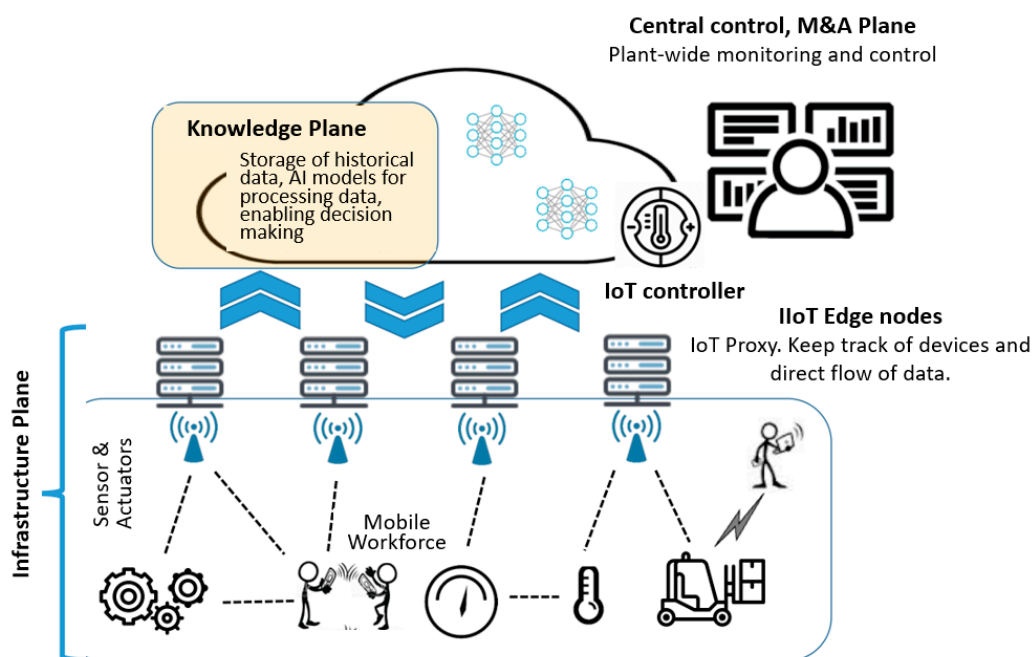 Central control, M&A Plane
Plant-wide monitoring and control
Knowledge Plane
Storage of historical
data, AI models for
processing data,
enabling decision
making
IoT controller
IIoT Edge nodes
IoT Proxy. Keep track of devices and
direct flow of data.
Infrastructure Plane
Sensor &
Actuators
Mobile
Workforce